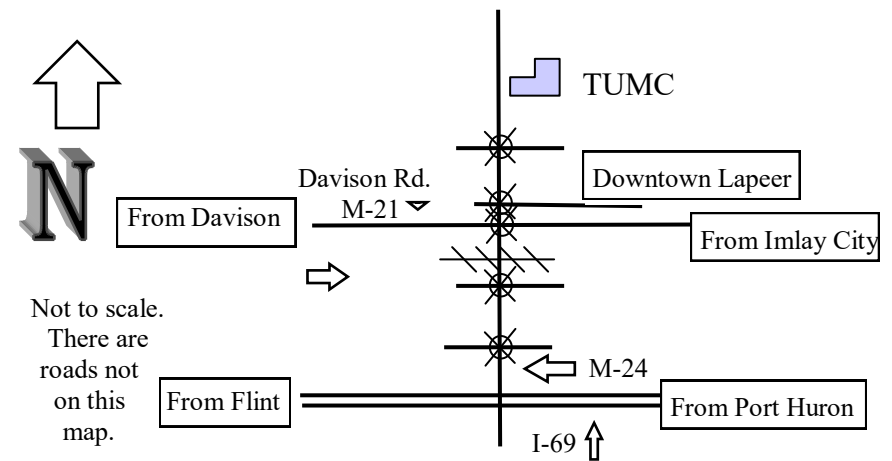 TUMC
Downtown Lapeer
Davison Rd.
M-21
N
From Davison
From Imlay City
Not to scale.
There are
roads not
on this
map.
M-24
From Flint
From Port Huron
I-69